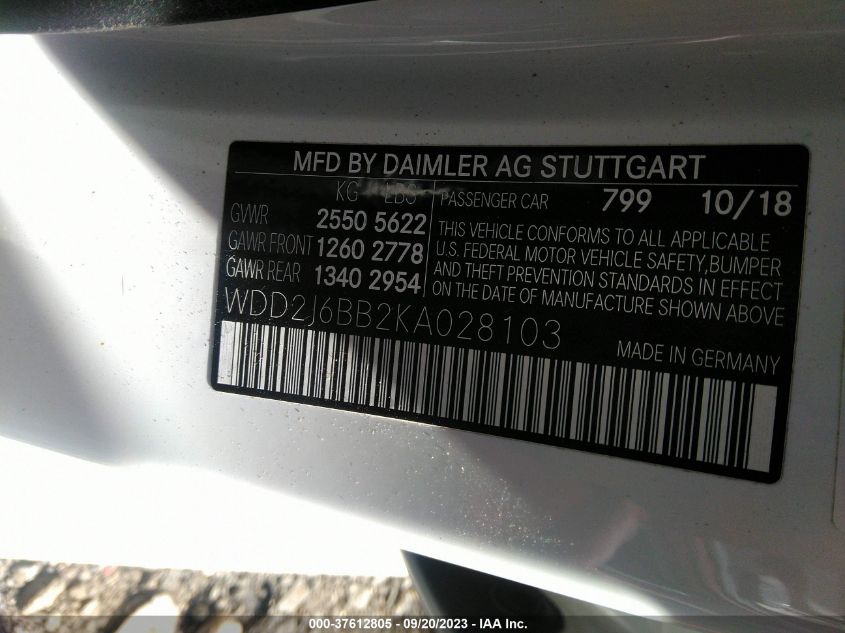 MFD BY DAIMLER AG STUTTGART
KG LBS PASSENGER CAR 799 10/18
GVWR 2550 5622
GAWR FRONT 1260 2778
GAWR REAR 1340 2954
THIS VEHICLE CONFORMS TO ALL APPLICABLE
U.S. FEDERAL MOTOR VEHICLE SAFETY, BUMPER
AND THEFT PREVENTION STANDARDS IN EFFECT
ON THE DATE OF MANUFACTURE SHOWN ABOVE
WDD2J6BB2KA028103
MADE IN GERMANY
000-37612805 - 09/20/2023 - IAA Inc.